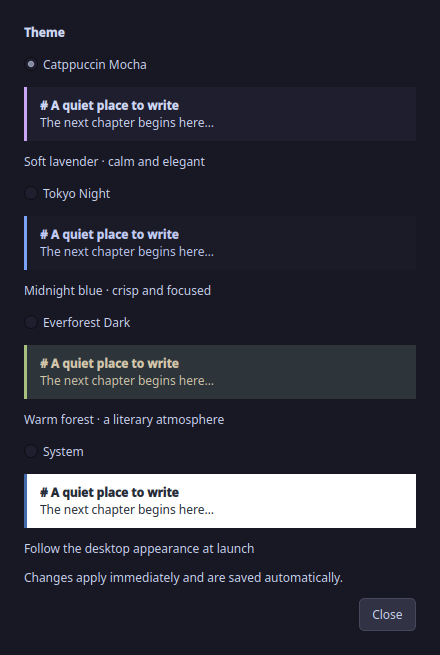 Theme
Catppuccin Mocha
# A quiet place to write
The next chapter begins here...
Soft lavender · calm and elegant
Tokyo Night
# A quiet place to write
The next chapter begins here...
Midnight blue · crisp and focused
Everforest Dark
# A quiet place to write
The next chapter begins here...
Warm forest · a literary atmosphere
System
# A quiet place to write
The next chapter begins here...
Follow the desktop appearance at launch
Changes apply immediately and are saved automatically.
Close